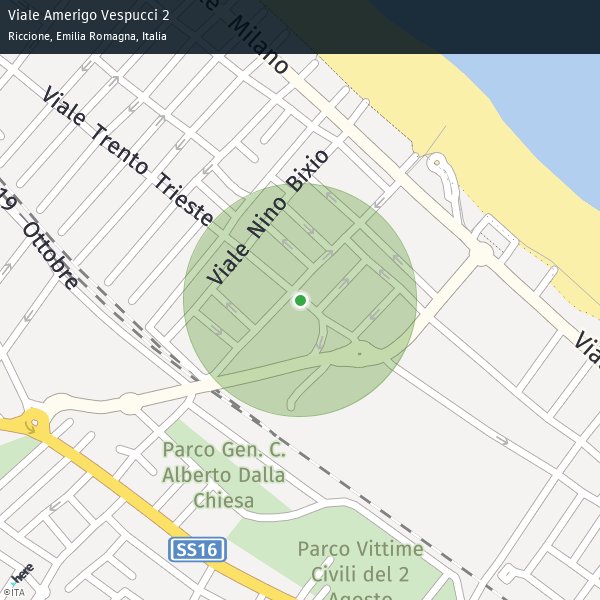 Viale Amerigo Vespucci 2
Riccione, Emilia Romagna, Italia
Milano
Viale Trento Trieste
Viale Nino Bixio
19 Ottobre
Parco Gen. C.
Alberto Dalla
Chiesa
SS16
Parco Vittime
Civili del 2
Agosto
here
©ITA